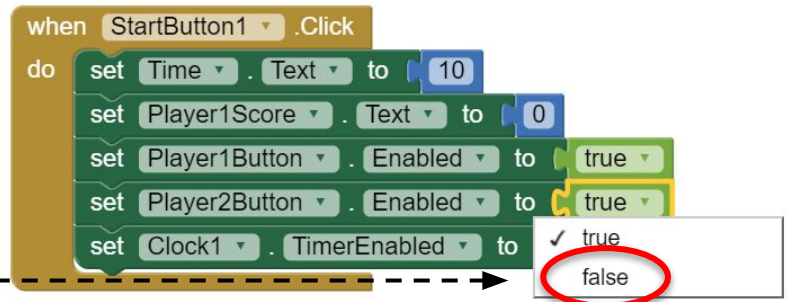 when StartButton1 .Click
do set Time . Text to 10
set Player1Score . Text to 0
set Player1Button . Enabled to true
set Player2Button . Enabled to true
set Clock1 . TimerEnabled to
✓ true
false